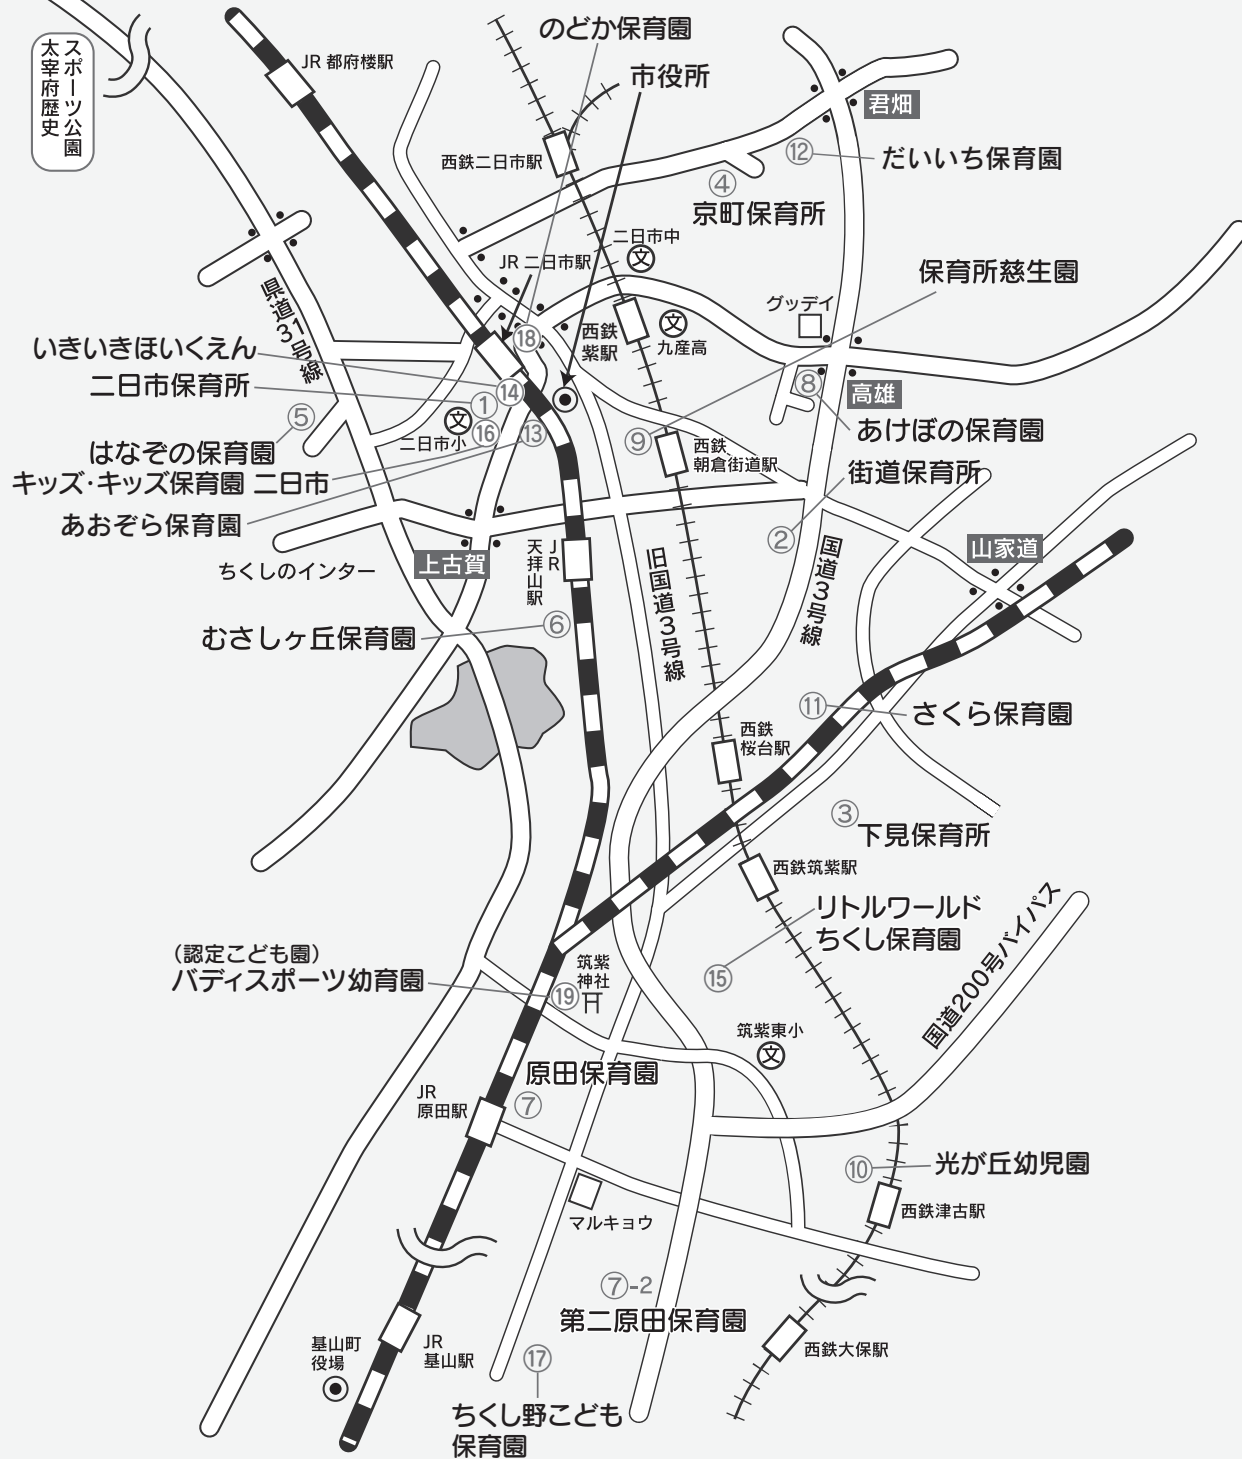 のどか保育園
市役所
スポーツ公園
太宰府歴史
JR 都府楼駅
君畑
西鉄二日市駅
⑫
だいいち保育園
④
京町保育所
二日市中
文
JR 二日市駅
保育所慈生園
県道31号線
グッデイ
西鉄
紫駅
文
九産高
⑱
いきいきほいくえん
二日市保育所
⑧
高雄
⑭
①
⑤
文
二日市小
⑯
⑬
⑨
西鉄
朝倉街道駅
あけぼの保育園
はなぞの保育園
キッズ・キッズ保育園 二日市
あおぞら保育園
街道保育所
②
山家道
上古賀
ちくしのインター
JR
天拝山駅
旧国道3号線
国道3号線
むさしヶ丘保育園
⑥
⑪
さくら保育園
西鉄
桜台駅
③
下見保育所
西鉄筑紫駅
リトルワールド
ちくし保育園
⑮
国道200号バイパス
(認定こども園)
バディスポーツ幼育園
筑紫
神社
⑲
筑紫東小
文
原田保育園
⑦
JR
原田駅
⑩
光が丘幼児園
西鉄津古駅
マルキョウ
⑦-2
第二原田保育園
西鉄大保駅
基山町
役場
JR
基山駅
⑰
ちくし野こども
保育園